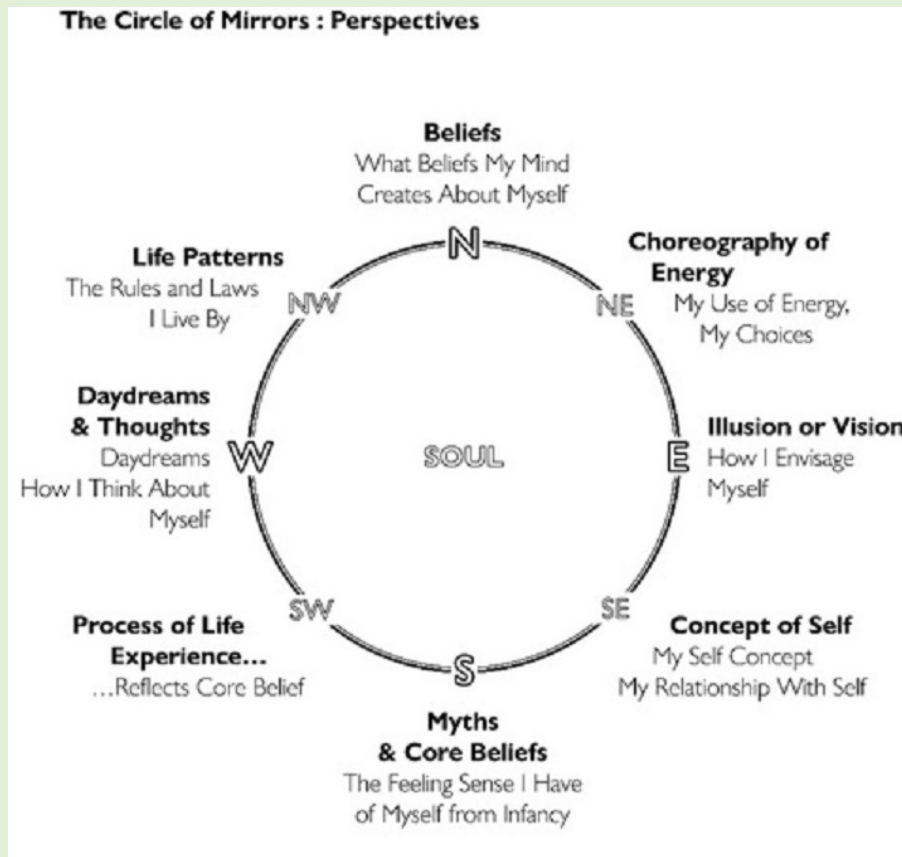 The Circle of Mirrors : Perspectives
Beliefs
What Beliefs My Mind
Creates About Myself
N
Life Patterns
The Rules and Laws
I Live By
NW
Choreography of
Energy
My Use of Energy,
My Choices
NE
Daydreams
& Thoughts
Daydreams
How I Think About
Myself
W
SOUL
E
Illusion or Vision
How I Envisage
Myself
SW
Process of Life
Experience...
...Reflects Core Belief
SE
Concept of Self
My Self Concept
My Relationship With Self
S
Myths
& Core Beliefs
The Feeling Sense I Have
of Myself from Infancy